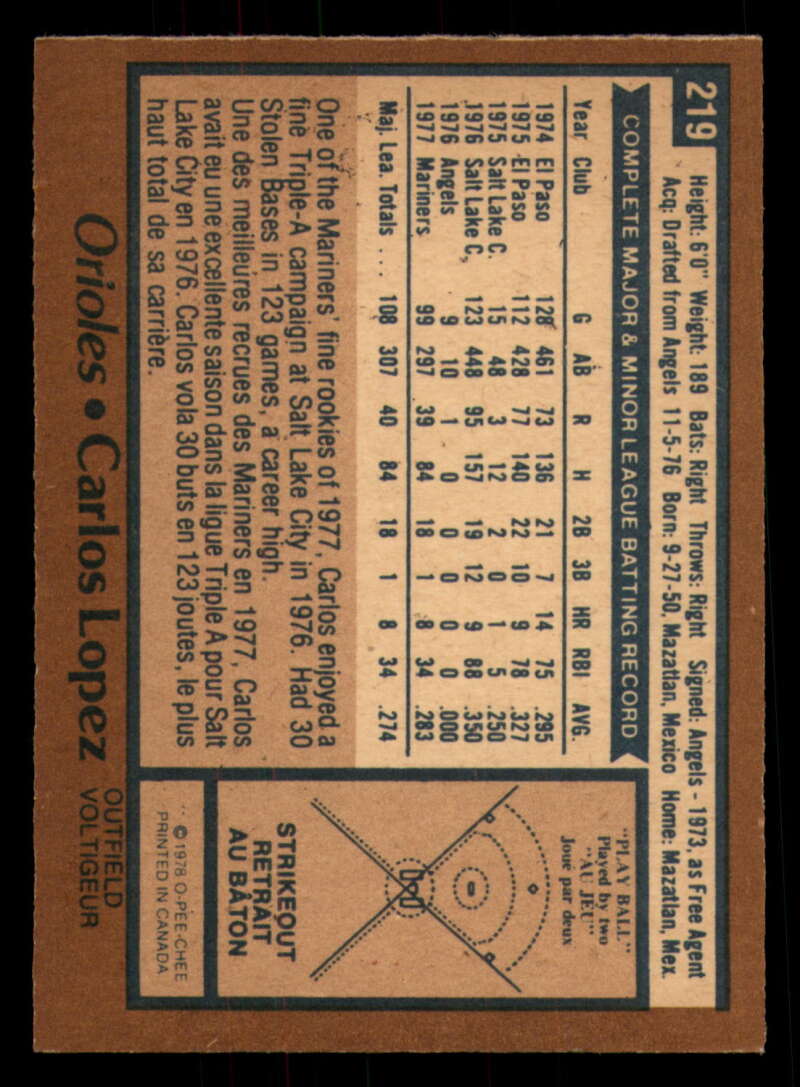 219
Height: 6'0" Weight: 189 Bats: Right Throws: Right Signed: Angels - 1973, as Free Agent
Acq: Drafted from Angels 11-5-76 Born: 9-27-50, Mazatlan, Mexico Home: Mazatlan, Mex.
COMPLETE MAJOR & MINOR LEAGUE BATTING RECORD
Year Club G AB R H 2B 3B HR RBI AVG.
1974 El Paso 128 461 73 136 21 7 14 75 .295
1975 El Paso 112 428 77 140 22 10 9 78 .327
1975 Salt Lake C. 15 48 3 12 2 0 1 5 .250
1976 Salt Lake C, 123 448 95 157 19 12 9 88 .350
1976 Angels 9 10 1 0 0 0 0 0 .000
1977 Mariners 99 297 39 84 18 1 8 34 .283
Maj. Lea. Totals ... 108 307 40 84 18 1 8 34 .274
One of the Mariners' fine rookies of 1977, Carlos enjoyed a
fine Triple-A campaign at Salt Lake City in 1976. Had 30
Stolen Bases in 123 games, a career high.
Une des meilleures recrues des Mariners en 1977, Carlos
avait eu une excellente saison dans la ligue Triple A pour Salt
Lake City en 1976. Carlos vola 30 buts en 123 joutes, le plus
haut total de sa carrière.
"PLAY BALL"
Played by two
"AU JEU"
Joué par deux
STRIKEOUT
RETRAIT
AU BÂTON
©1978 O-PEE-CHEE
PRINTED IN CANADA
Orioles • Carlos Lopez
OUTFIELD
VOLTIGEUR